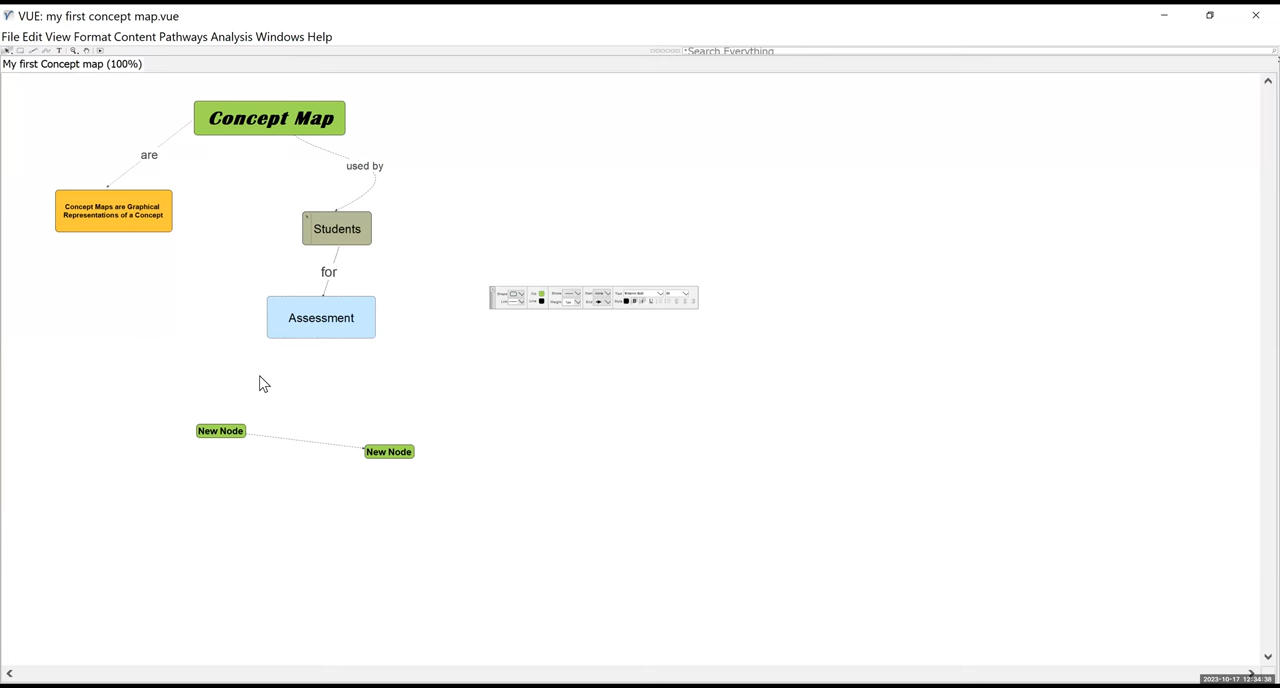 VUE: my first concept map.vue
File Edit View Format Content Pathways Analysis Windows Help
Search Everything
My first Concept map (100%)
Concept Map
are
used by
Concept Maps are Graphical
Representations of a Concept
Students
for
Assessment
New Node
New Node
2023-10-17 12:34:38